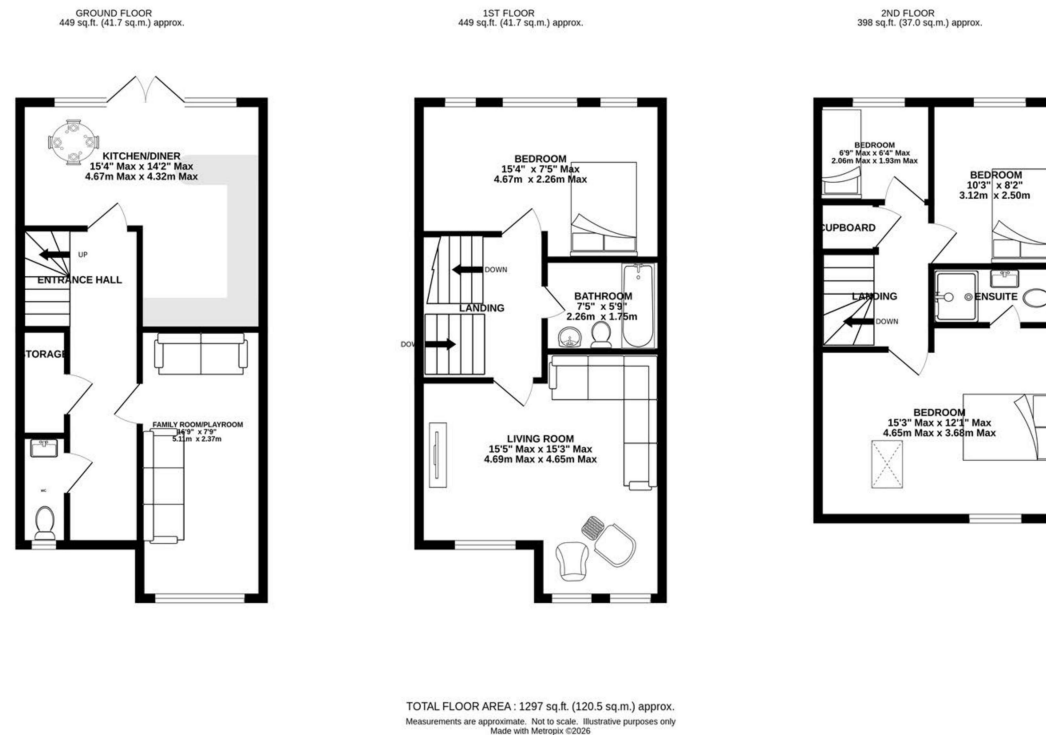 GROUND FLOOR
449 sq.ft. (41.7 sq.m.) approx.
KITCHEN/DINER
15'4" Max x 14'2" Max
4.67m Max x 4.32m Max
UP
ENTRANCE HALL
STORAGE
FAMILY ROOM/PLAYROOM
16'9" x 7'9"
5.11m x 2.37m
WC
1ST FLOOR
449 sq.ft. (41.7 sq.m.) approx.
BEDROOM
15'4" x 7'5" Max
4.67m x 2.26m Max
DOWN
LANDING
DOW
BATHROOM
7'5" x 5'9"
2.26m x 1.75m
LIVING ROOM
15'5" Max x 15'3" Max
4.69m Max x 4.65m Max
2ND FLOOR
398 sq.ft. (37.0 sq.m.) approx.
BEDROOM
6'9" Max x 6'4" Max
2.06m Max x 1.93m Max
BEDROOM
10'3" x 8'2"
3.12m x 2.50m
CUPBOARD
LANDING
DOWN
ENSUITE
BEDROOM
15'3" Max x 12'1" Max
4.65m Max x 3.68m Max
TOTAL FLOOR AREA : 1297 sq.ft. (120.5 sq.m.) approx.
Measurements are approximate. Not to scale. Illustrative purposes only
Made with Metropix ©2026